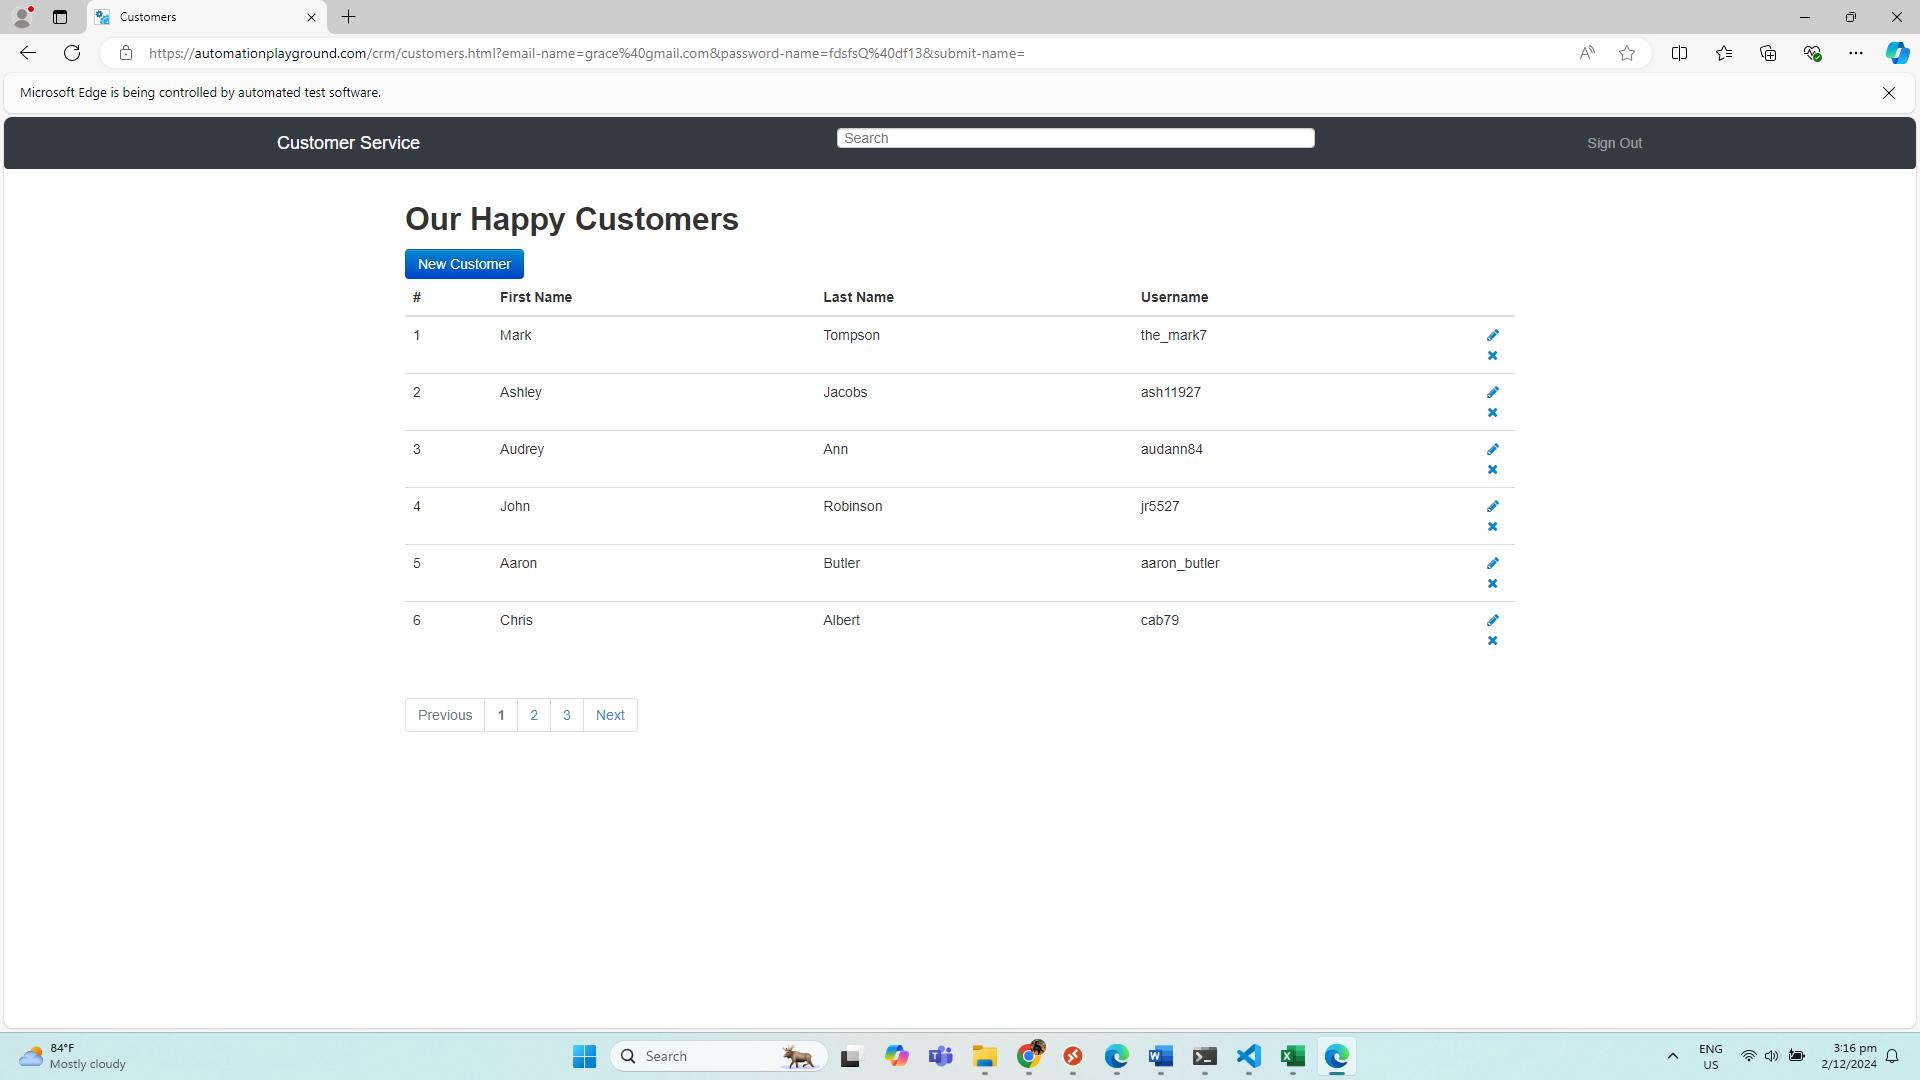 Customers
https://automationplayground.com/crm/customers.html?email-name=grace%40gmail.com&password-name=fdsfsQ%40df13&submit-name=
Microsoft Edge is being controlled by automated test software.
Customer Service
Search
Sign Out
Our Happy Customers
New Customer
# First Name Last Name Username
1 Mark Tompson the_mark7
2 Ashley Jacobs ash11927
3 Audrey Ann audann84
4 John Robinson jr5527
5 Aaron Butler aaron_butler
6 Chris Albert cab79
Previous 1 2 3 Next
84°F
Mostly cloudy
Search
ENG
US
3:16 pm
2/12/2024